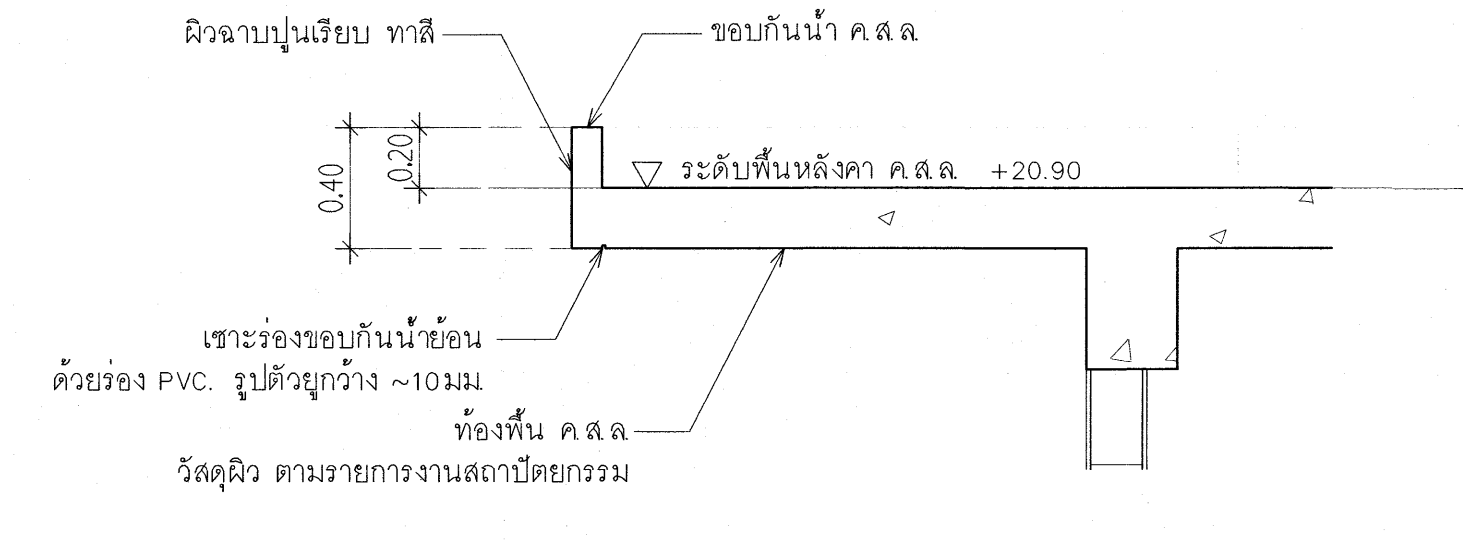 ผิวฉาบปูนเรียบ ทาสี
ขอบกันน้ำ ค.ส.ล.
0.40
0.20
ระดับพื้นหลังคา ค.ส.ล. +20.90
เซาะร่องขอบกันน้ำย้อน
ด้วยร่อง PVC. รูปตัวยูกว้าง ~10มม.
ท้องพื้น ค.ส.ล.
วัสดุผิว ตามรายการงานสถาปัตยกรรม